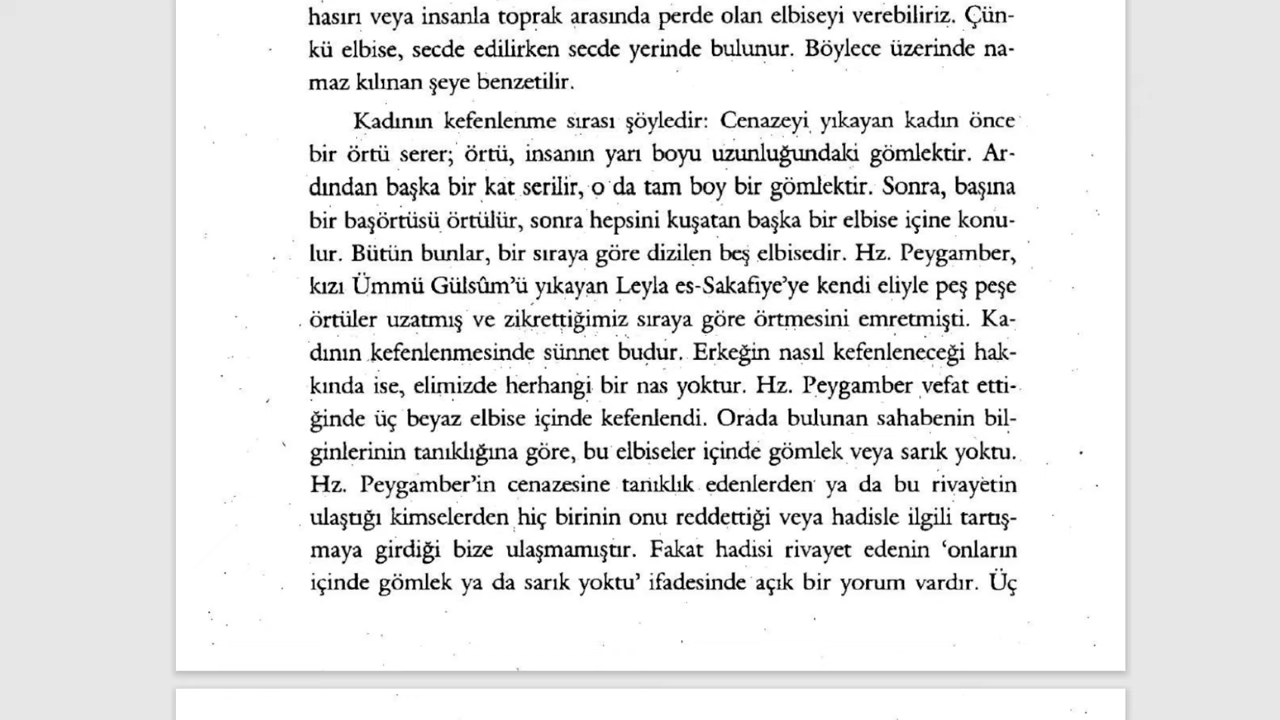 hasırı veya insanla toprak arasında perde olan elbiseyi verebiliriz. Çün-
kü elbise, secde edilirken secde yerinde bulunur. Böylece üzerinde na-
maz kılınan şeye benzetilir.
Kadının kefenlenme sırası şöyledir: Cenazeyi yıkayan kadın önce
bir örtü serer; örtü, insanın yarı boyu uzunluğundaki gömlektir. Ar-
dından başka bir kat serilir, o da tam boy bir gömlektir. Sonra, başına
bir başörtüsü örtülür, sonra hepsini kuşatan başka bir elbise içine konu-
lur. Bütün bunlar, bir sıraya göre dizilen beş elbisedir. Hz. Peygamber,
kızı Ümmü Gülsûm'ü yıkayan Leyla es-Sakafiye'ye kendi eliyle peş peşe
örtüler uzatmış ve zikrettiğimiz sıraya göre örtmesini emretmişti. Ka-
dının kefenlenmesinde sünnet budur. Erkeğin nasıl kefenleneceği hak-
kında ise, elimizde herhangi bir nas yoktur. Hz. Peygamber vefat etti-
ğinde üç beyaz elbise içinde kefenlendi. Orada bulunan sahabenin bil-
ginlerinin tanıklığına göre, bu elbiseler içinde gömlek veya sarık yoktu.
Hz. Peygamber'in cenazesine tanıklık edenlerden ya da bu rivayetin
ulaştığı kimselerden hiç birinin onu reddettiği veya hadisle ilgili tartış-
maya girdiği bize ulaşmamıştır. Fakat hadisi rivayet edenin 'onların
içinde gömlek ya da sarık yoktu' ifadesinde açık bir yorum vardır. Üç